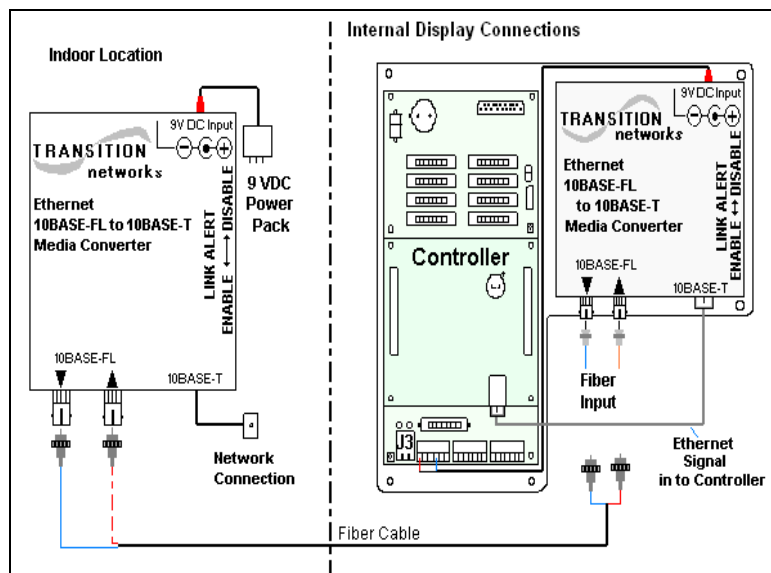 Indoor Location
9V DC Input
TRANSITION
networks
Ethernet
10BASE-FL to 10BASE-T
Media Converter
LINK ALERT
ENABLE ↔ DISABLE
10BASE-FL
10BASE-T
9 VDC
Power
Pack
Network
Connection
Internal Display Connections
Controller
J3
9V DC Input
TRANSITION
networks
Ethernet
10BASE-FL
to 10BASE-T
Media Converter
LINK ALERT
ENABLE ↔ DISABLE
10BASE-FL
10BASE-T
Fiber
Input
Ethernet
Signal
in to Controller
Fiber Cable